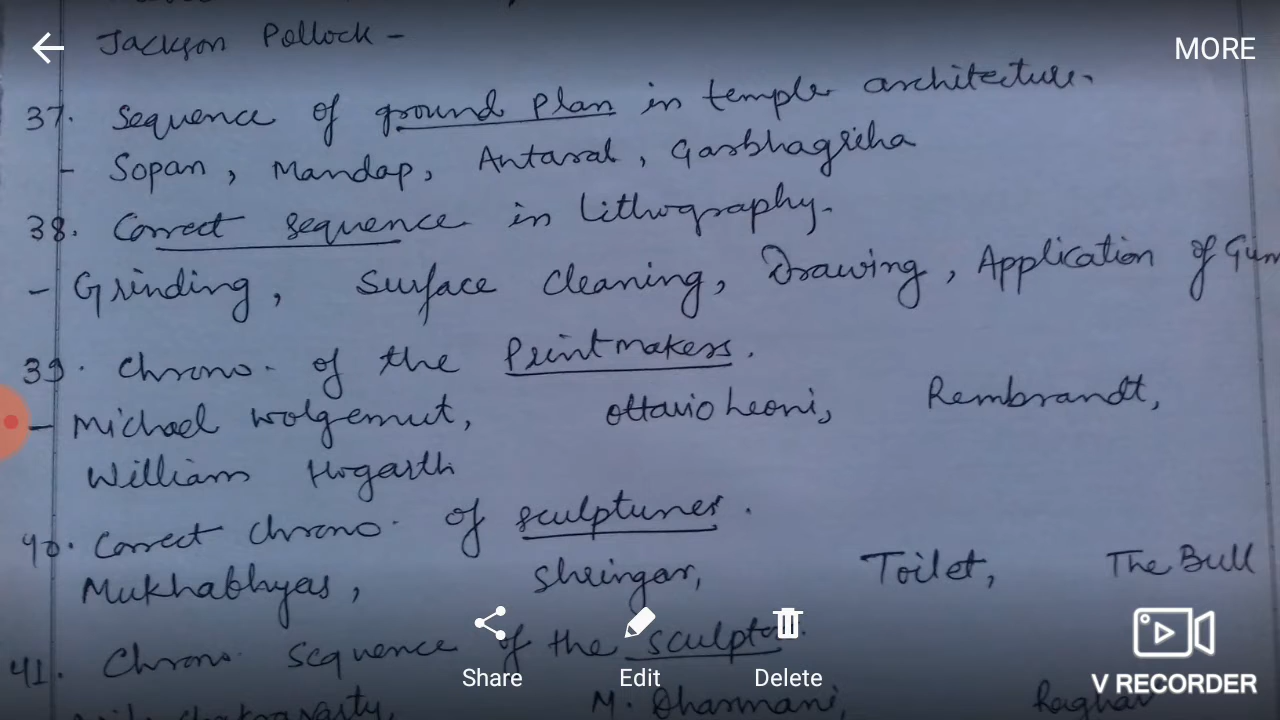 Jackson Pollock -
MORE
37. Sequence of ground plan in temple architecture.
- Sopan, Mandap, Antaral, Garbhagriha
38. Correct sequence in Lithography.
- Grinding, Surface Cleaning, Drawing, Application of Gum
39. Chrono. of the Printmakers.
- Michael Wolgemut, Ottavio Leoni, Rembrandt,
William Hogarth
40. Correct chrono. of sculptures.
Mukhabhyas, Shringar, Toilet, The Bull
41. Chrono. Sequence of the sculptor.
Share Edit Delete
V RECORDER
M. Dharmani, Raghav